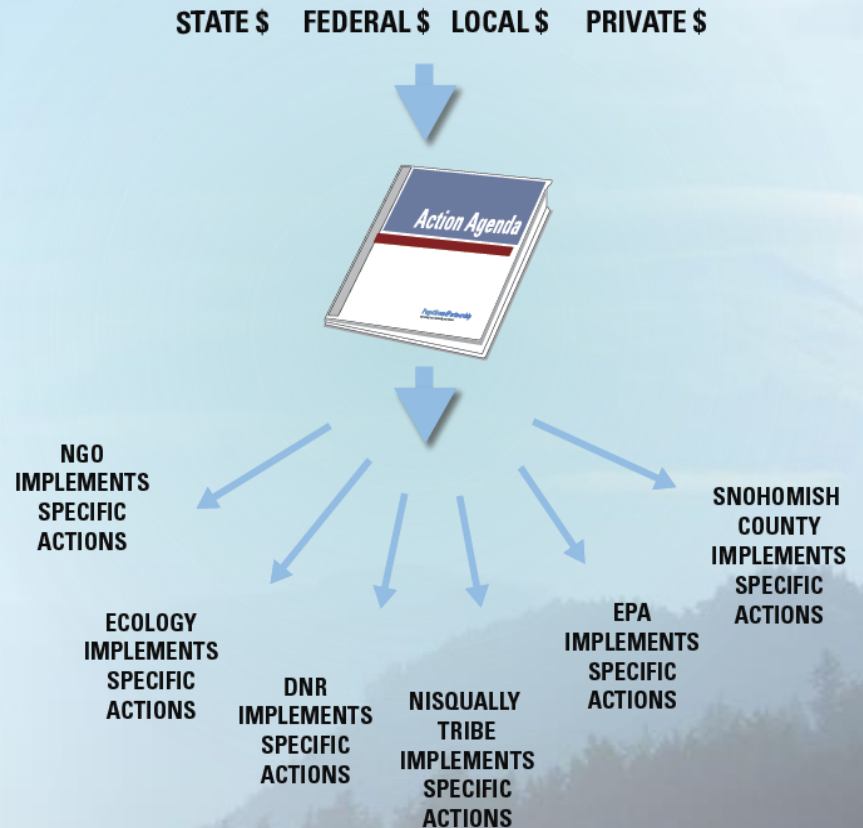 STATE $ FEDERAL $ LOCAL $ PRIVATE $
Action Agenda
PugetSoundPartnership
NGO
IMPLEMENTS
SPECIFIC
ACTIONS
ECOLOGY
IMPLEMENTS
SPECIFIC
ACTIONS
DNR
IMPLEMENTS
SPECIFIC
ACTIONS
NISQUALLY
TRIBE
IMPLEMENTS
SPECIFIC
ACTIONS
EPA
IMPLEMENTS
SPECIFIC
ACTIONS
SNOHOMISH
COUNTY
IMPLEMENTS
SPECIFIC
ACTIONS